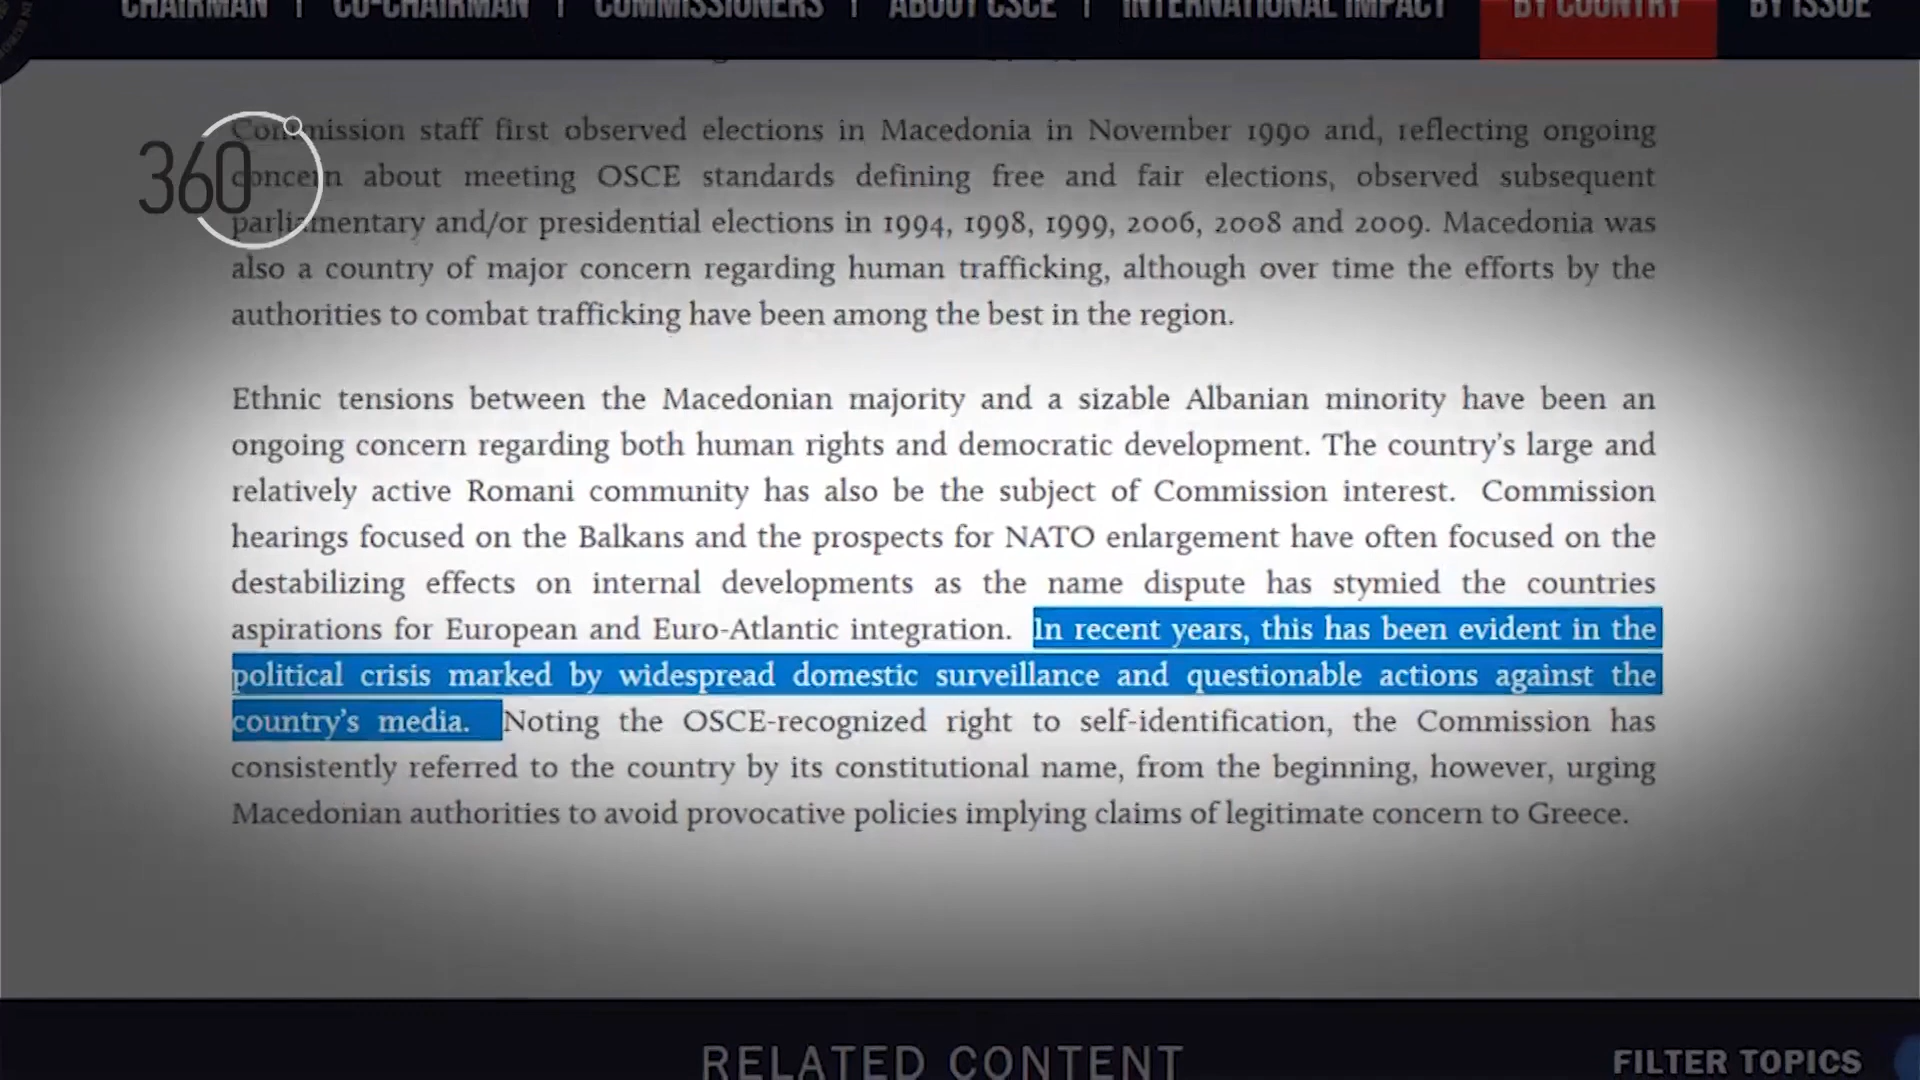 CHAIRMAN | CO-CHAIRMAN | COMMISSIONERS | ABOUT CSCE | INTERNATIONAL IMPACT BY COUNTRY BY ISSUE
360
Commission staff first observed elections in Macedonia in November 1990 and, reflecting ongoing
concern about meeting OSCE standards defining free and fair elections, observed subsequent
parliamentary and/or presidential elections in 1994, 1998, 1999, 2006, 2008 and 2009. Macedonia was
also a country of major concern regarding human trafficking, although over time the efforts by the
authorities to combat trafficking have been among the best in the region.
Ethnic tensions between the Macedonian majority and a sizable Albanian minority have been an
ongoing concern regarding both human rights and democratic development. The country's large and
relatively active Romani community has also be the subject of Commission interest. Commission
hearings focused on the Balkans and the prospects for NATO enlargement have often focused on the
destabilizing effects on internal developments as the name dispute has stymied the countries
aspirations for European and Euro-Atlantic integration. In recent years, this has been evident in the
political crisis marked by widespread domestic surveillance and questionable actions against the
country's media. Noting the OSCE-recognized right to self-identification, the Commission has
consistently referred to the country by its constitutional name, from the beginning, however, urging
Macedonian authorities to avoid provocative policies implying claims of legitimate concern to Greece.
RELATED CONTENT
FILTER TOPICS